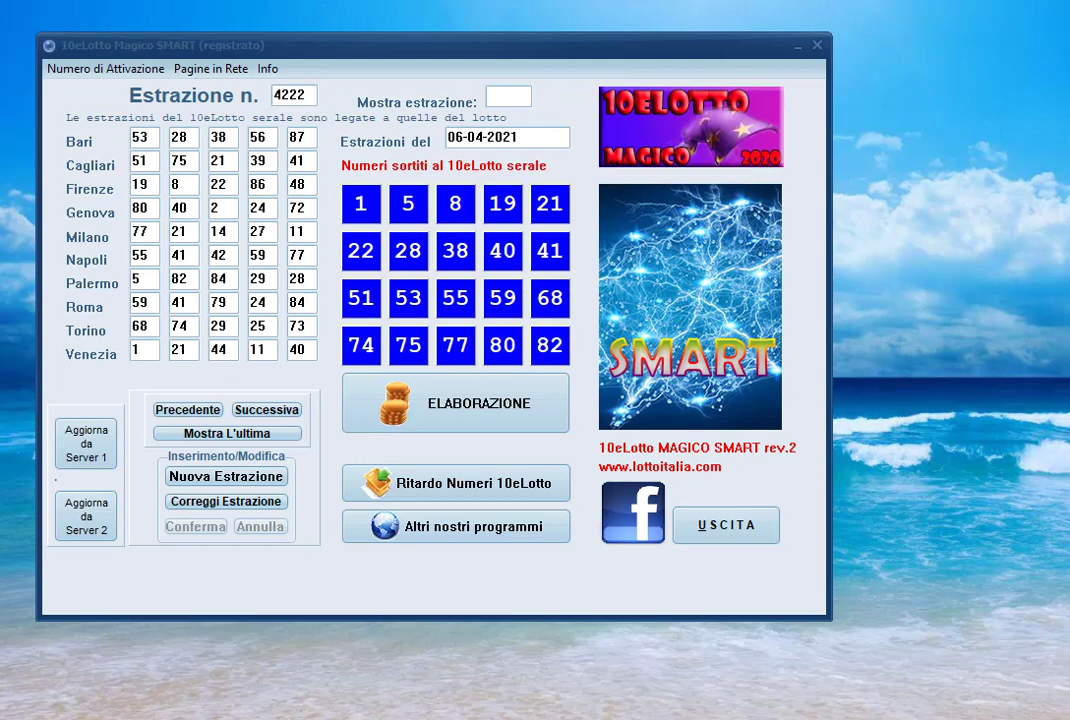 10eLotto Magico SMART (registrato)
Numero di Attivazione Pagine in Rete Info
Estrazione n. 4222
Mostra estrazione:
Le estrazioni del 10eLotto serale sono legate a quelle del lotto
Estrazioni del 06-04-2021
Numeri sortiti al 10eLotto serale
Bari 53 28 38 56 87
Cagliari 51 75 21 39 41
Firenze 19 8 22 86 48
Genova 80 40 2 24 72
Milano 77 21 14 27 11
Napoli 55 41 42 59 77
Palermo 5 82 84 29 28
Roma 59 41 79 24 84
Torino 68 74 29 25 73
Venezia 1 21 44 11 40
1 5 8 19 21
22 28 38 40 41
51 53 55 59 68
74 75 77 80 82
10ELOTTO
MAGICO 2020
SMART
Aggiorna
da
Server 1
Aggiorna
da
Server 2
Precedente Successiva
Mostra L'ultima
Inserimento/Modifica
Nuova Estrazione
Correggi Estrazione
Conferma Annulla
ELABORAZIONE
Ritardo Numeri 10eLotto
Altri nostri programmi
10eLotto MAGICO SMART rev.2
www.lottoitalia.com
f
USCITA